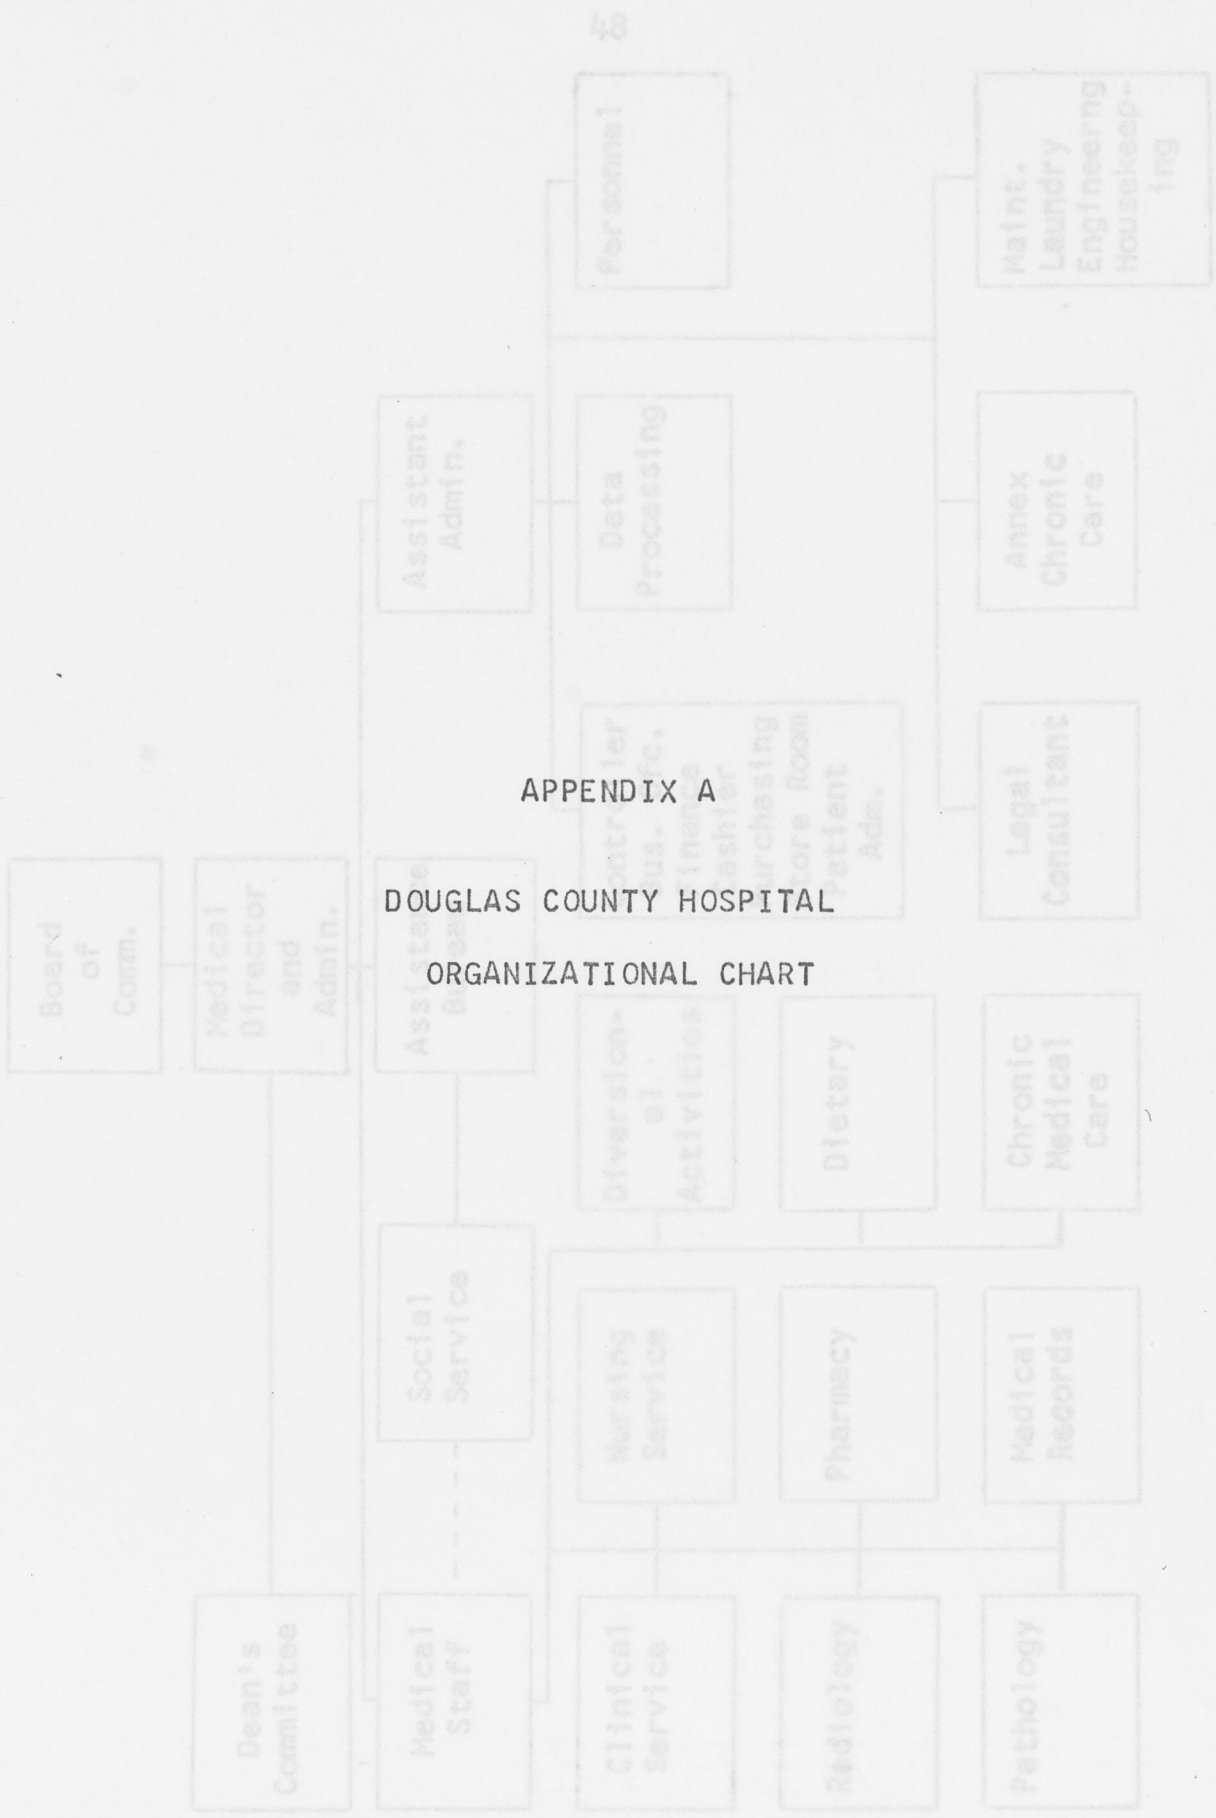 APPENDIX A
DOUGLAS COUNTY HOSPITAL
ORGANIZATIONAL CHART
Board
of
Comm.
Medical
Director
and
Admin.
Dean's
Committee
Assistant
Admin.
Social
Service
Medical
Staff
Personnel
Data
Processing
Finance
Patient
Adm.
Diversion-
al
Activities
Nursing
Service
Clinical
Service
Dietary
Pharmacy
Radiology
Maint.
Laundry
Engineerng
Housekeep-
ing
Annex
Chronic
Care
Legal
Consultant
Chronic
Medical
Care
Medical
Records
Pathology